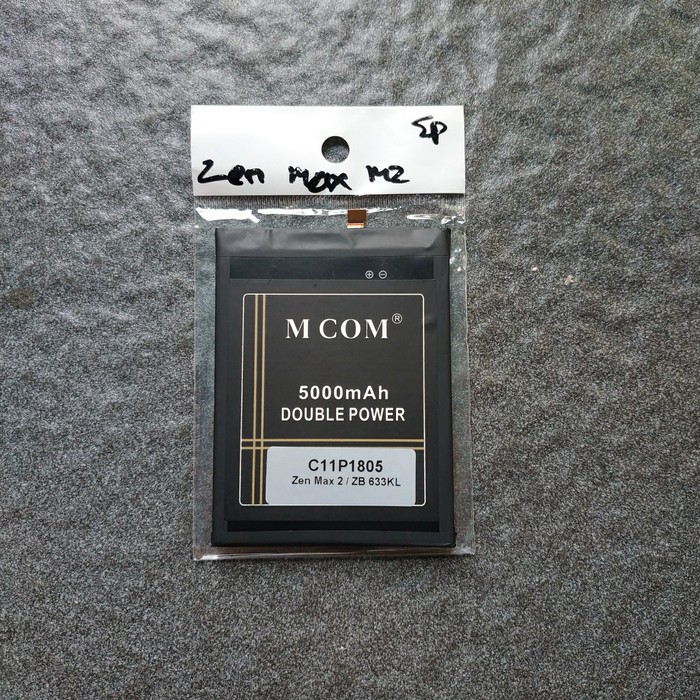 Sp
Zen Max M2
⊕ ⊖
M COM®
5000mAh
DOUBLE POWER
C11P1805
Zen Max 2 / ZB 633KL